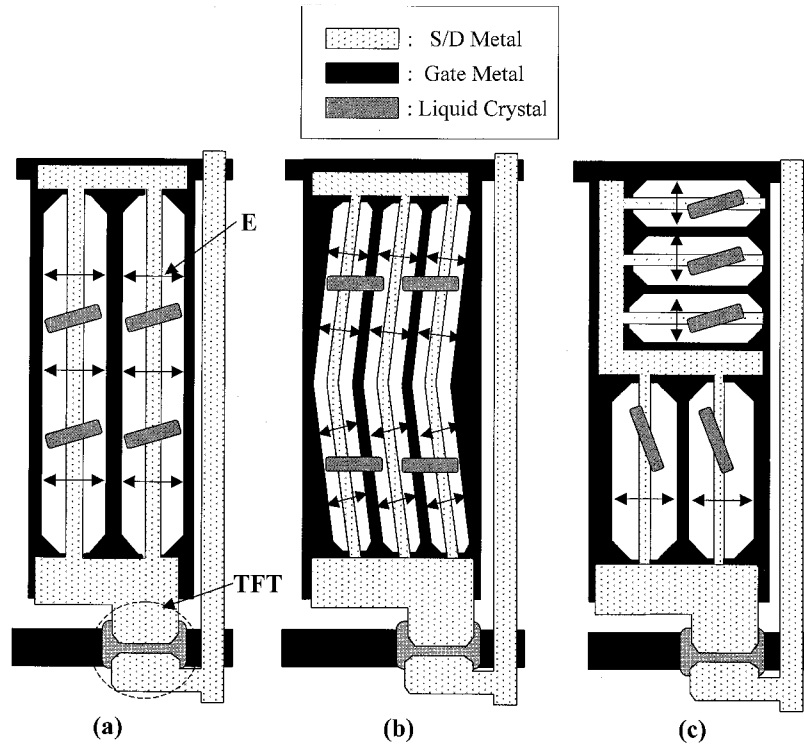 : S/D Metal
: Gate Metal
: Liquid Crystal
E
TFT
(a)
(b)
(c)